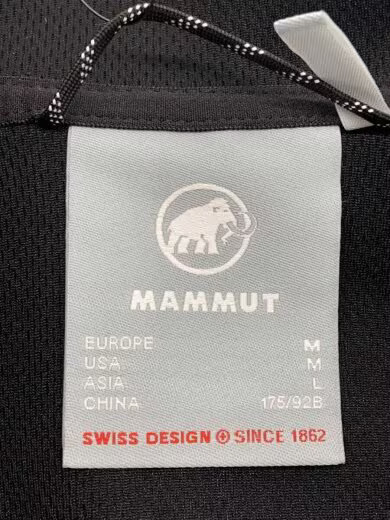 MAMMUT
EUROPE M
USA M
ASIA L
CHINA 175/92B
SWISS DESIGN SINCE 1862